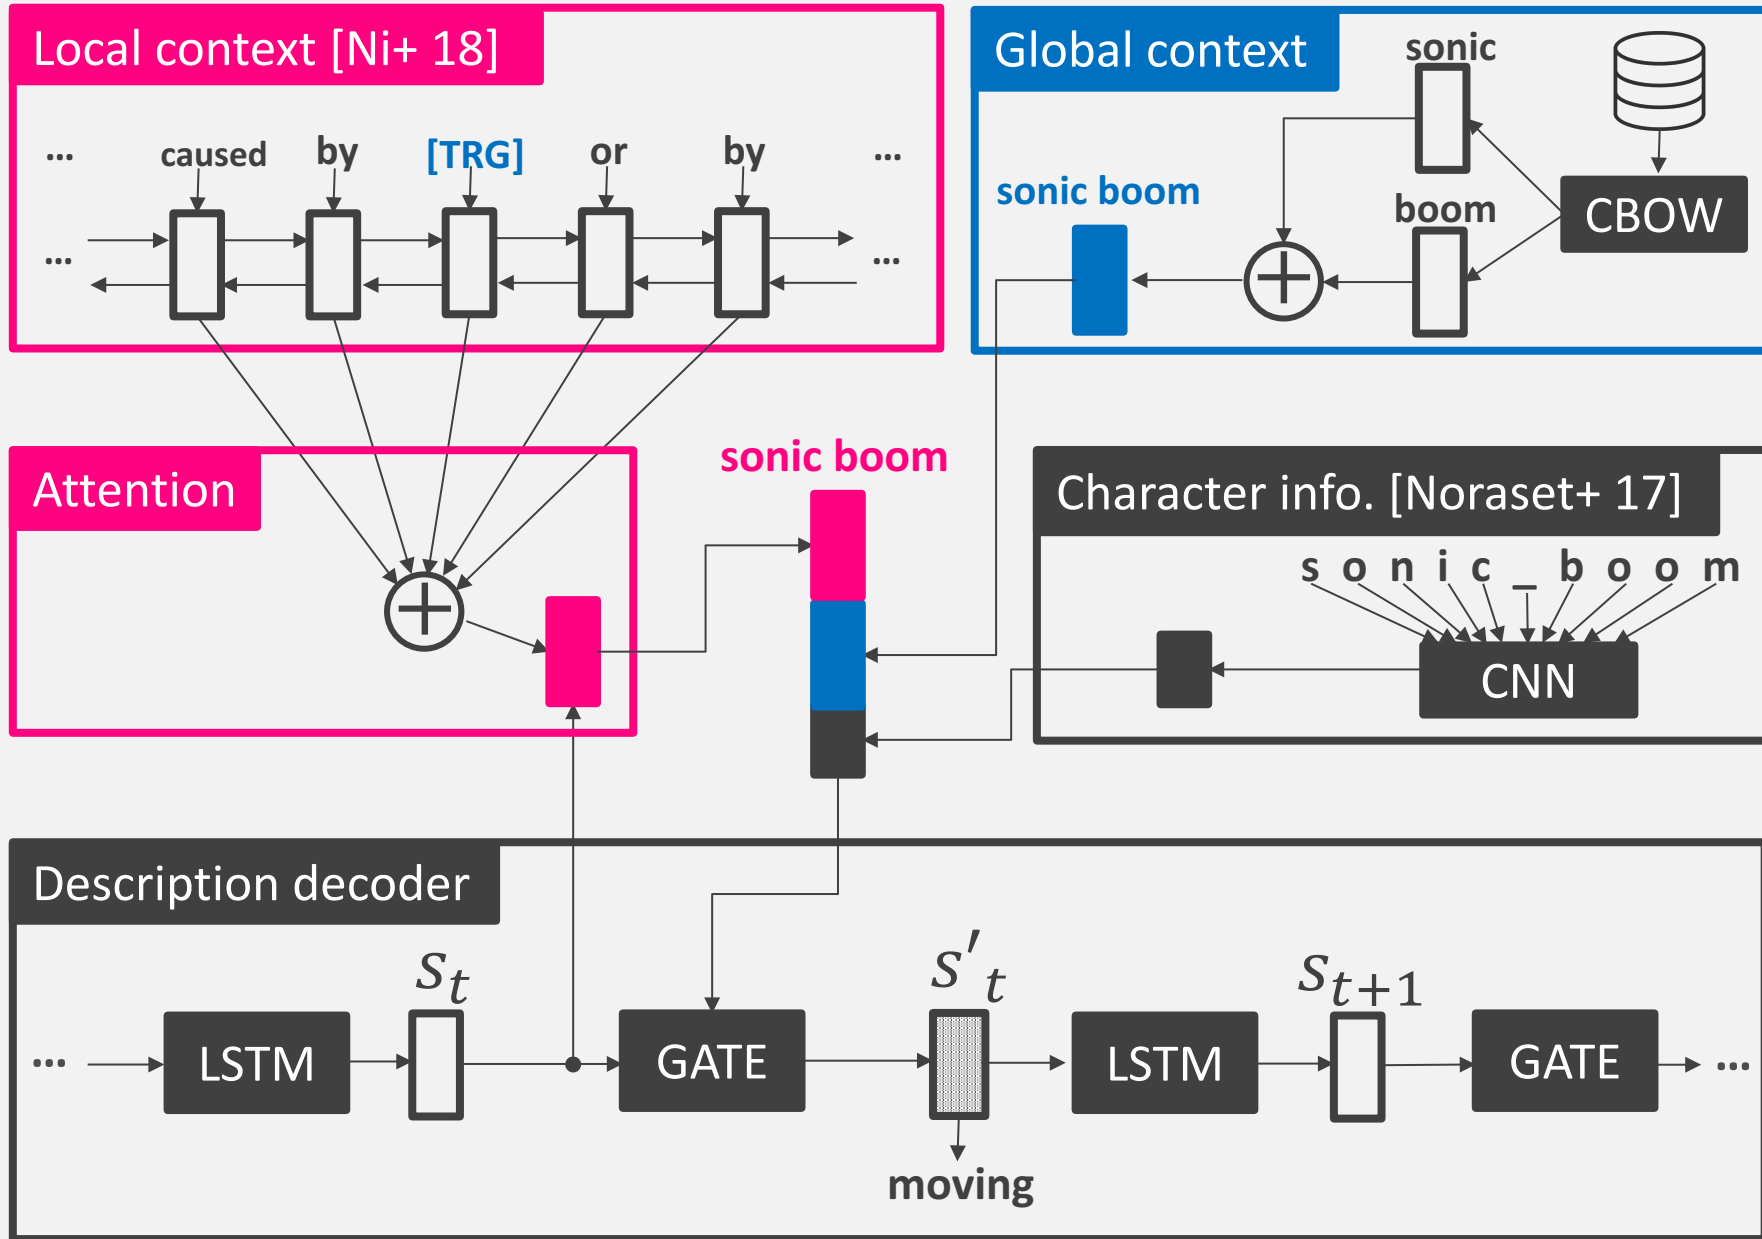 Local context [Ni+ 18]
... caused by [TRG] or by ...
... ...
Global context
sonic
sonic boom
boom
CBOW
Attention
sonic boom
Character info. [Noraset+ 17]
s o n i c _ b o o m
CNN
Description decoder
s_t s'_t s_{t+1}
... LSTM GATE LSTM GATE ...
moving